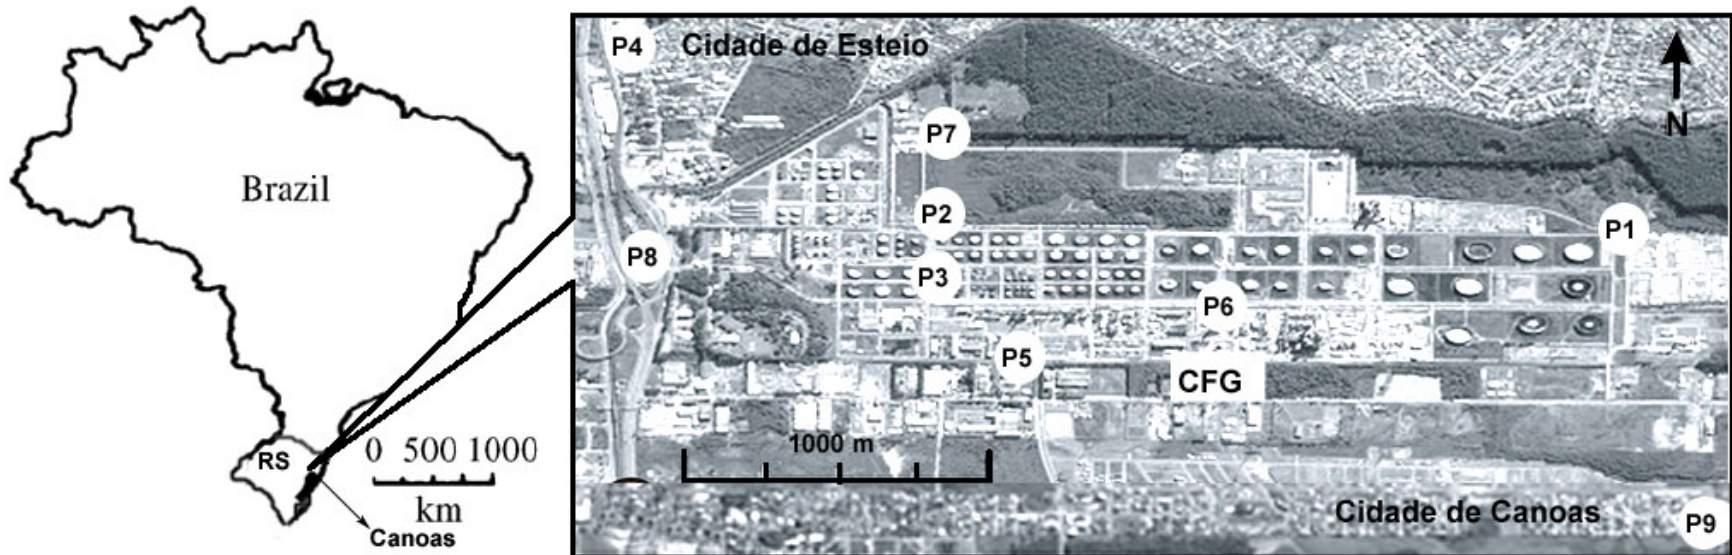 Brazil
RS
0 500 1000
km
Canoas
P4
Cidade de Esteio
N
P7
P2
P1
P8
P3
P6
P5
CFG
1000 m
Cidade de Canoas
P9